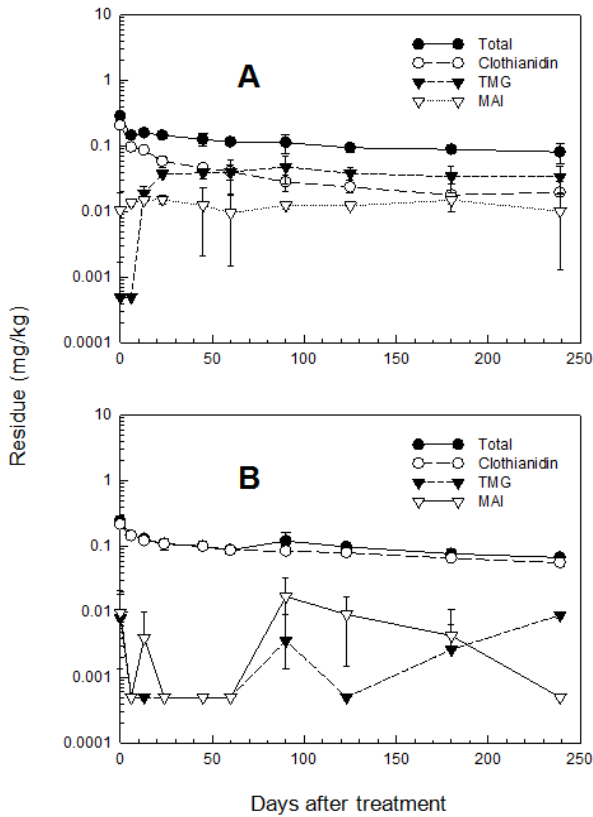 10
1
0.1
0.01
0.001
0.0001
A
Total
Clothianidin
TMG
MAI
0 50 100 150 200 250
Residue (mg/kg)
10
1
0.1
0.01
0.001
0.0001
B
Total
Clothianidin
TMG
MAI
0 50 100 150 200 250
Days after treatment